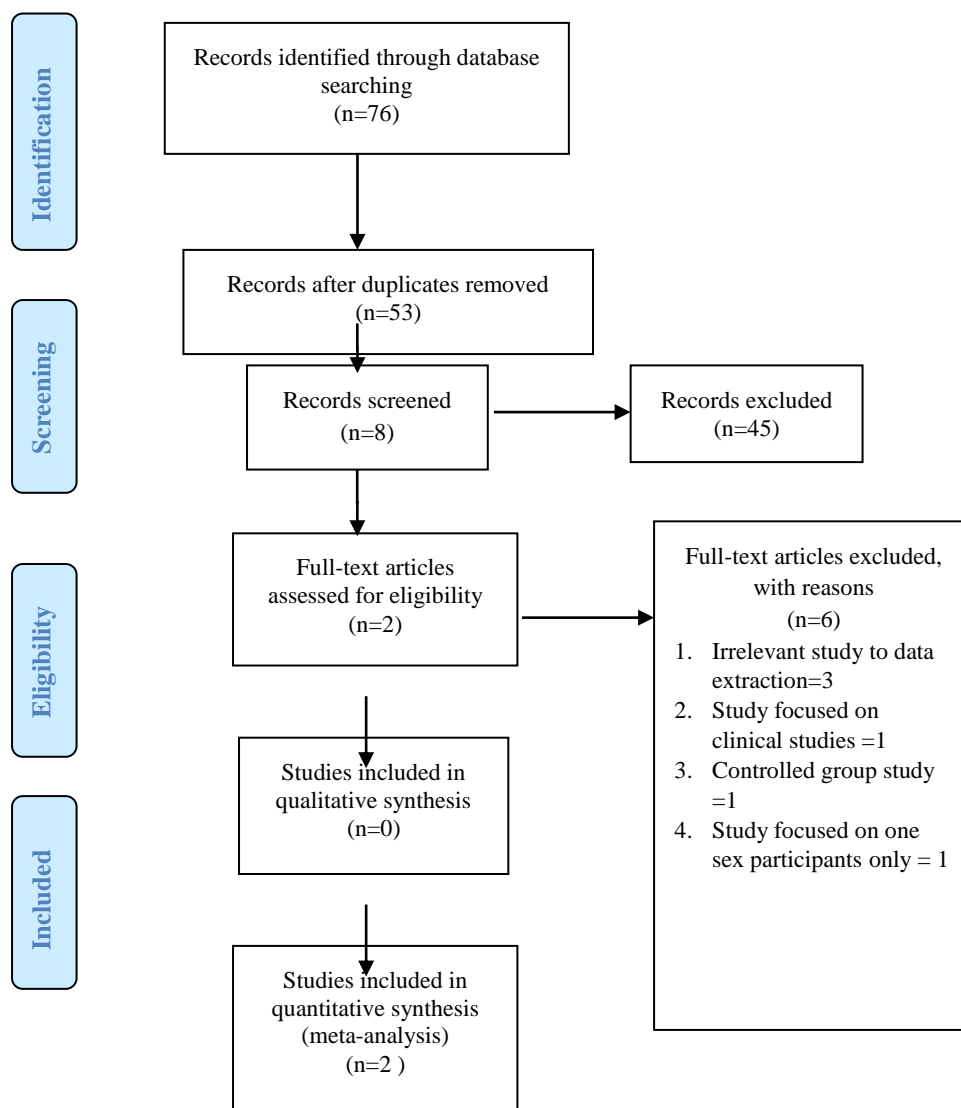 Identification
Records identified through database
searching
(n=76)
Records after duplicates removed
(n=53)
Screening
Records screened
(n=8)
Records excluded
(n=45)
Eligibility
Full-text articles
assessed for eligibility
(n=2)
Full-text articles excluded,
with reasons
(n=6)
1. Irrelevant study to data
extraction=3
2. Study focused on
clinical studies =1
3. Controlled group study
=1
4. Study focused on one
sex participants only = 1
Included
Studies included in
qualitative synthesis
(n=0)
Studies included in
quantitative synthesis
(meta-analysis)
(n=2 )